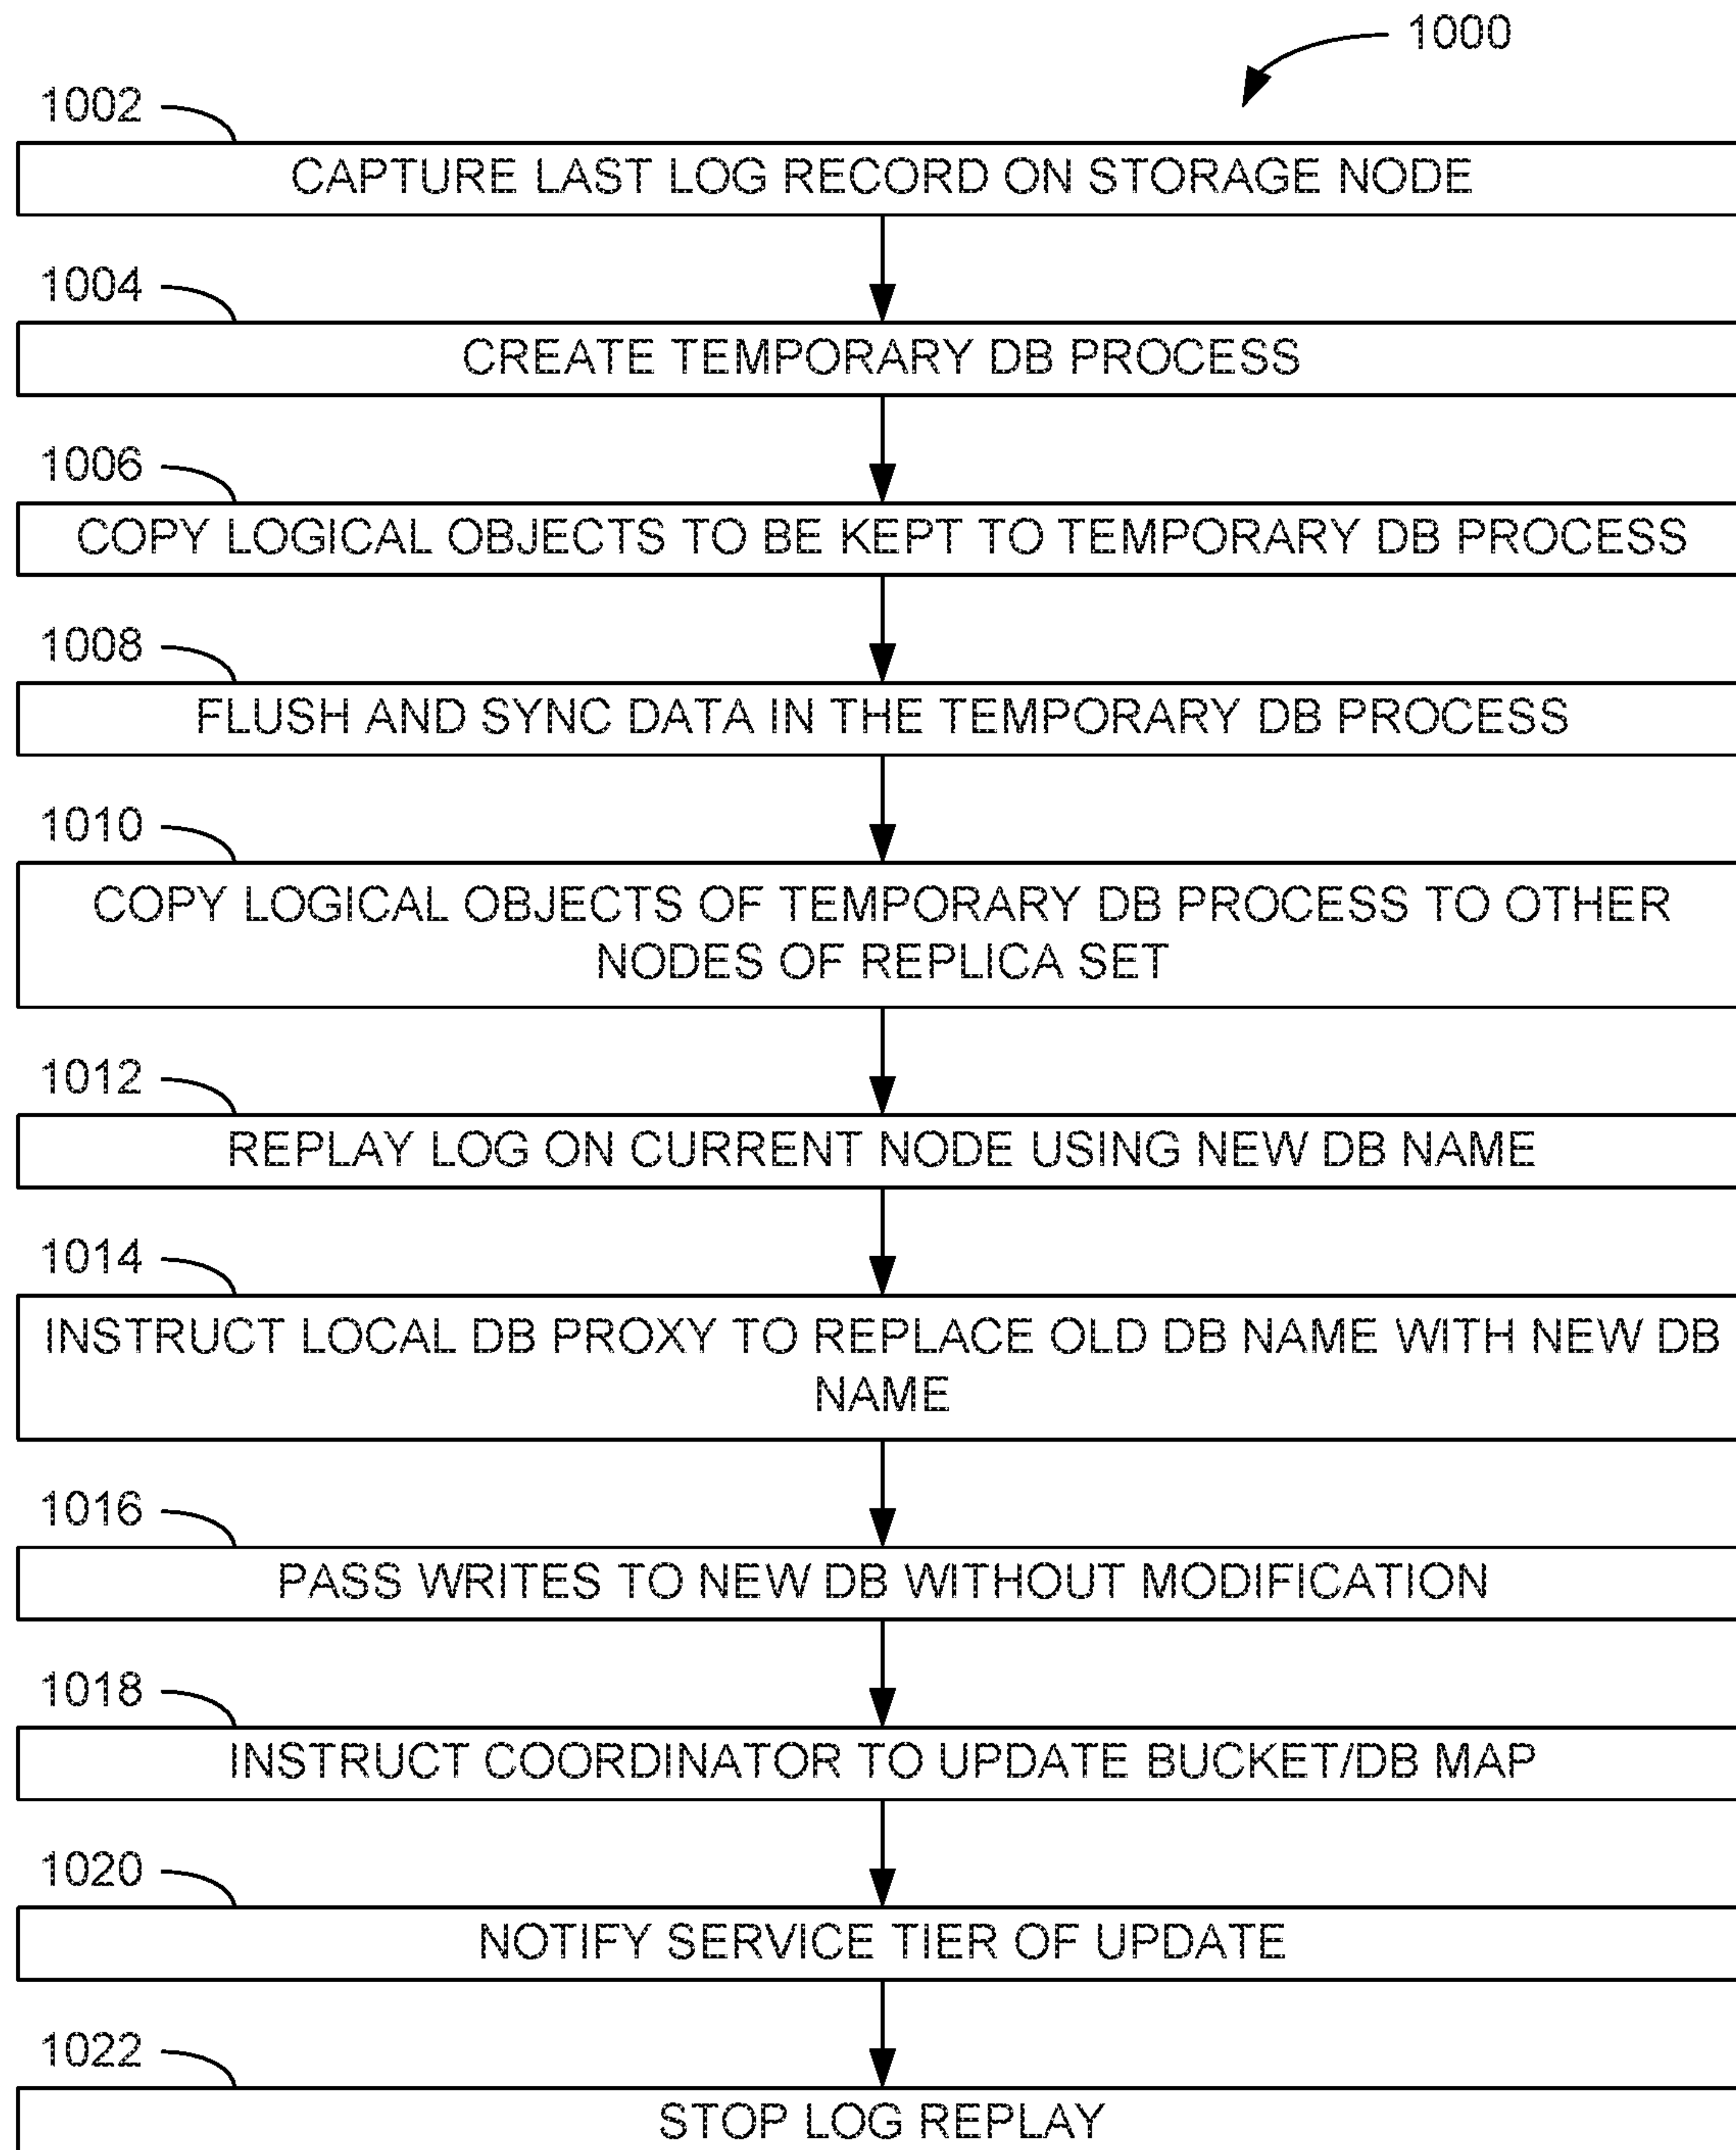 1000
1002
CAPTURE LAST LOG RECORD ON STORAGE NODE
1004
CREATE TEMPORARY DB PROCESS
1006
COPY LOGICAL OBJECTS TO BE KEPT TO TEMPORARY DB PROCESS
1008
FLUSH AND SYNC DATA IN THE TEMPORARY DB PROCESS
1010
COPY LOGICAL OBJECTS OF TEMPORARY DB PROCESS TO OTHER
NODES OF REPLICA SET
1012
REPLAY LOG ON CURRENT NODE USING NEW DB NAME
1014
INSTRUCT LOCAL DB PROXY TO REPLACE OLD DB NAME WITH NEW DB
NAME
1016
PASS WRITES TO NEW DB WITHOUT MODIFICATION
1018
INSTRUCT COORDINATOR TO UPDATE BUCKET/DB MAP
1020
NOTIFY SERVICE TIER OF UPDATE
1022
STOP LOG REPLAY